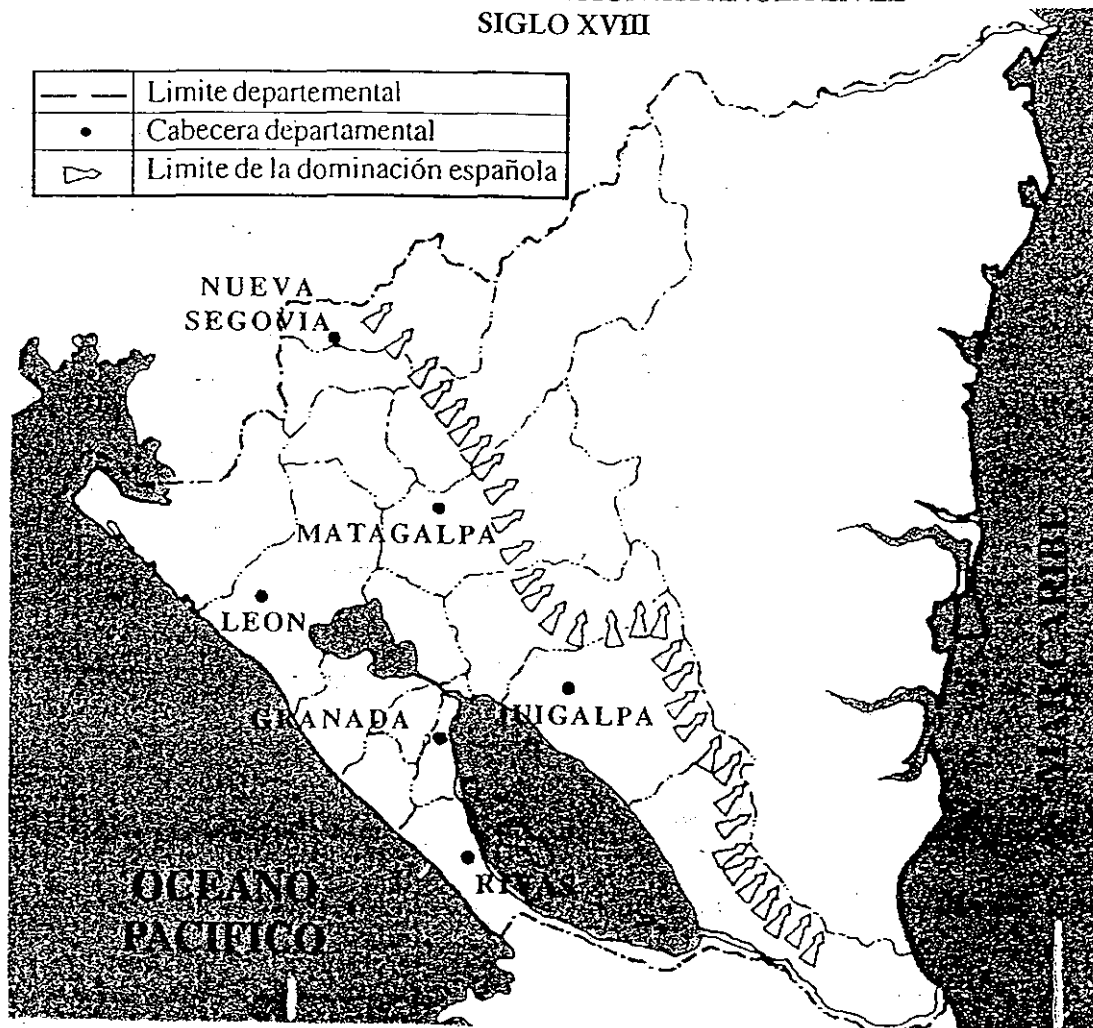 SIGLO XVIII
Limite departemental
Cabecera departamental
Limite de la dominación española
NUEVA
SEGOVIA
MATAGALPA
LEON
GRANADA
JUIGALPA
RIVAS
OCEANO
PACIFICO
MAR CARIBE